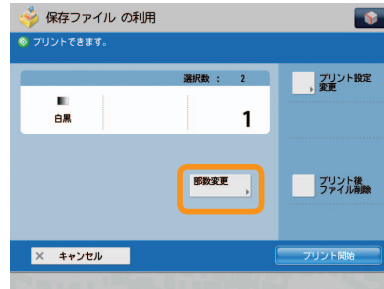 保存ファイル の利用
プリントできます。
選択数 : 2
白黒
1
プリント設定
変更
部数変更
プリント後
ファイル削除
× キャンセル
プリント開始